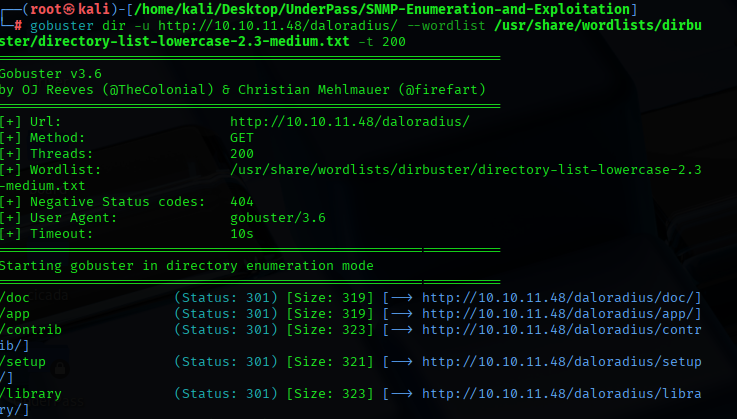 ┌──(root㉿kali)-[/home/kali/Desktop/UnderPass/SNMP-Enumeration-and-Exploitation]
└─# gobuster dir -u http://10.10.11.48/daloradius/ --wordlist /usr/share/wordlists/dirbu
ster/directory-list-lowercase-2.3-medium.txt -t 200
===============================================================
Gobuster v3.6
by OJ Reeves (@TheColonial) & Christian Mehlmauer (@firefart)
===============================================================
[+] Url:                     http://10.10.11.48/daloradius/
[+] Method:                  GET
[+] Threads:                 200
[+] Wordlist:                /usr/share/wordlists/dirbuster/directory-list-lowercase-2.3
-medium.txt
[+] Negative Status codes:   404
[+] User Agent:              gobuster/3.6
[+] Timeout:                 10s
===============================================================
Starting gobuster in directory enumeration mode
===============================================================
/doc                  (Status: 301) [Size: 319] [--> http://10.10.11.48/daloradius/doc/]
/app                  (Status: 301) [Size: 319] [--> http://10.10.11.48/daloradius/app/]
/contrib              (Status: 301) [Size: 323] [--> http://10.10.11.48/daloradius/contr
ib/]
/setup                (Status: 301) [Size: 321] [--> http://10.10.11.48/daloradius/setup
/]
/library              (Status: 301) [Size: 323] [--> http://10.10.11.48/daloradius/libra
ry/]